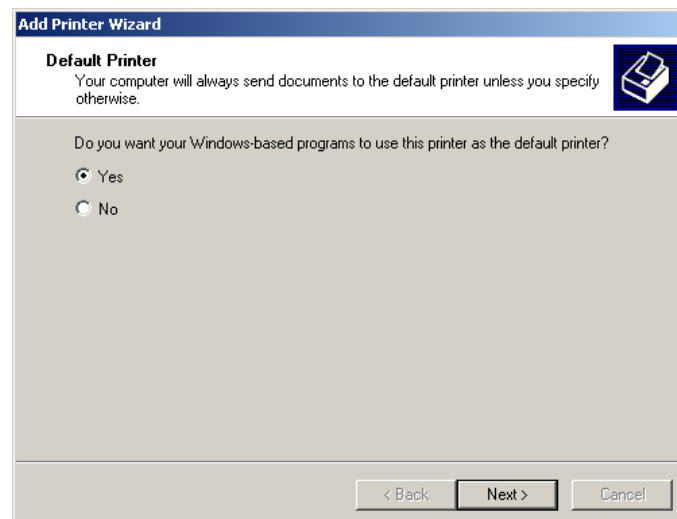 Add Printer Wizard
Default Printer
Your computer will always send documents to the default printer unless you specify
otherwise.
Do you want your Windows-based programs to use this printer as the default printer?
Yes
No
< Back
Next >
Cancel